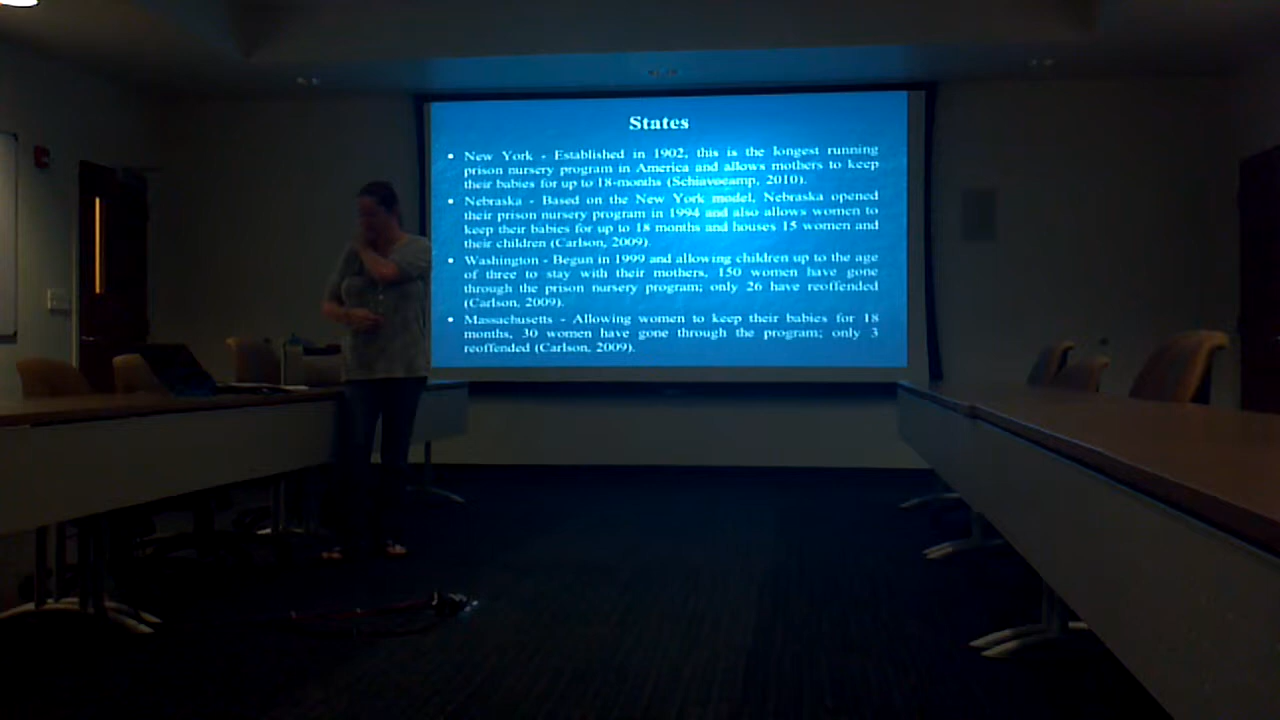 States
• New York - Established in 1902, this is the longest running
prison nursery program in America and allows mothers to keep
their babies for up to 18-months (Schiavocamp, 2010).
• Nebraska - Based on the New York model, Nebraska opened
their prison nursery program in 1994 and also allows women to
keep their babies for up to 18 months and houses 15 women and
their children (Carlson, 2009).
• Washington - Begun in 1999 and allowing children up to the age
of three to stay with their mothers, 150 women have gone
through the prison nursery program; only 26 have reoffended
(Carlson, 2009).
• Massachusetts - Allowing women to keep their babies for 18
months, 30 women have gone through the program; only 3
reoffended (Carlson, 2009).